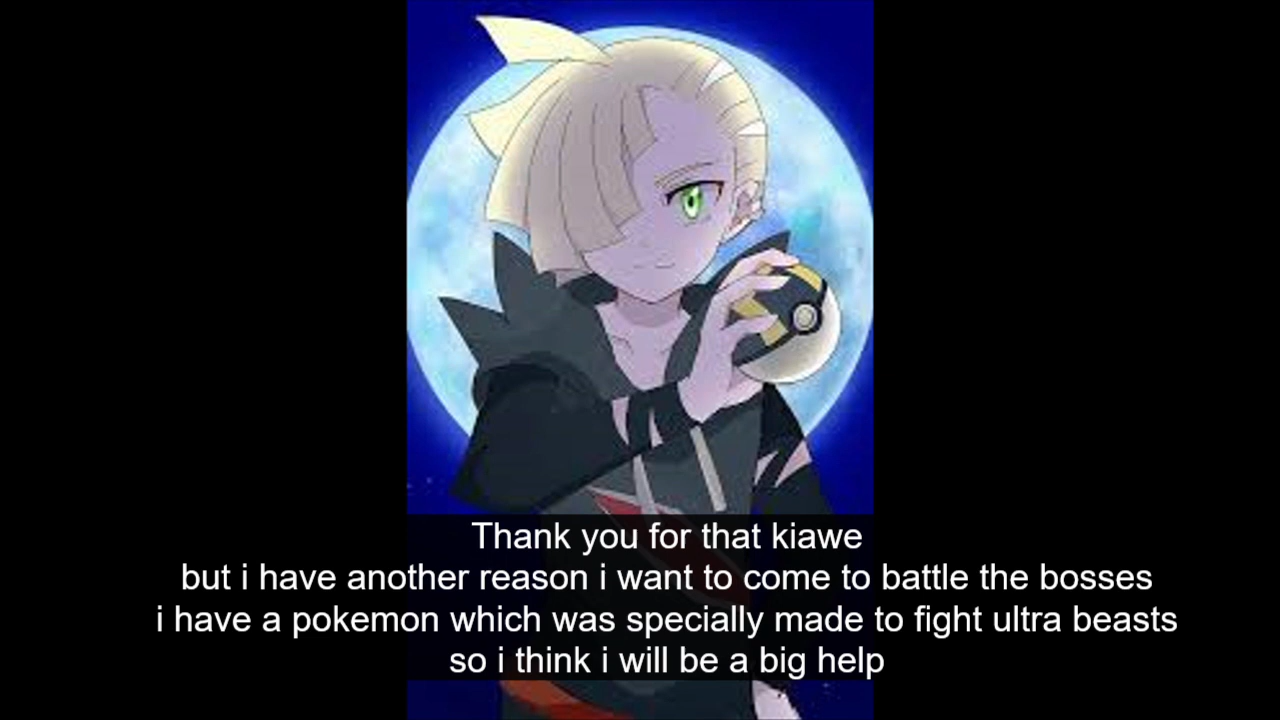 Thank you for that kiawe
but i have another reason i want to come to battle the bosses
i have a pokemon which was specially made to fight ultra beasts
so i think i will be a big help